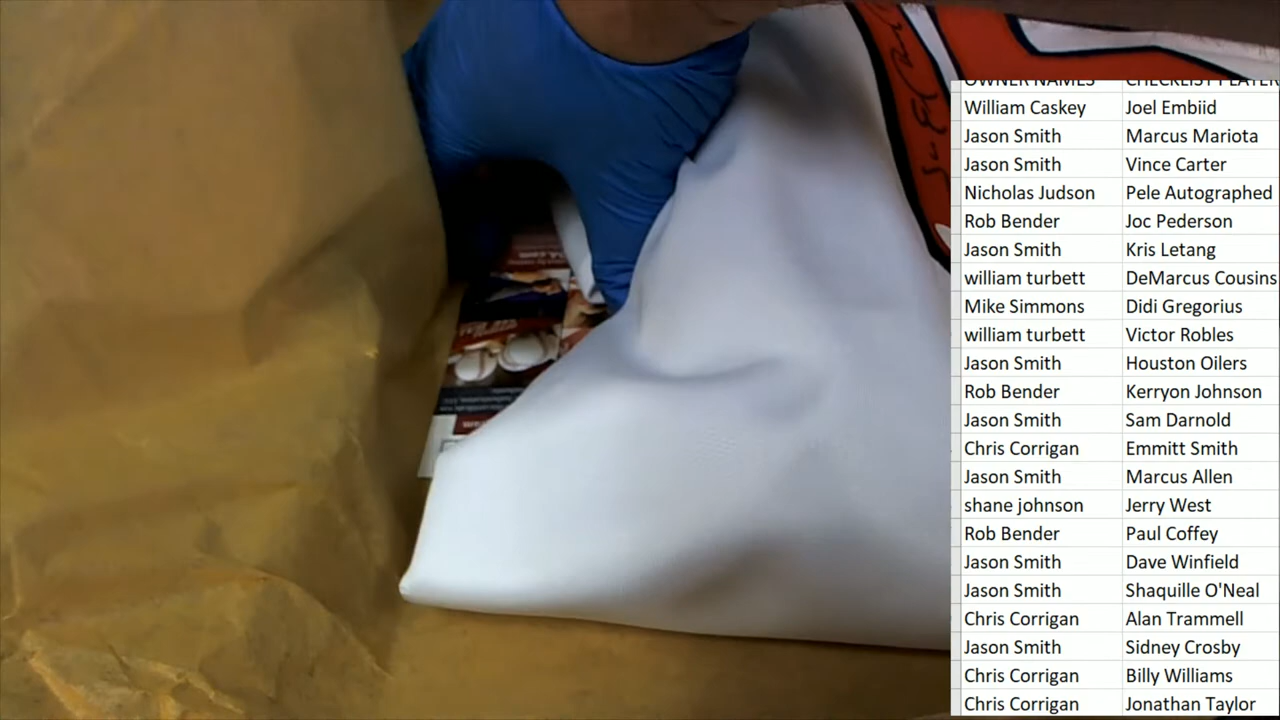 OWNER NAMES CHECKLIST PLAYER
William Caskey Joel Embiid
Jason Smith Marcus Mariota
Jason Smith Vince Carter
Nicholas Judson Pele Autographed
Rob Bender Joc Pederson
Jason Smith Kris Letang
william turbett DeMarcus Cousins
Mike Simmons Didi Gregorius
william turbett Victor Robles
Jason Smith Houston Oilers
Rob Bender Kerryon Johnson
Jason Smith Sam Darnold
Chris Corrigan Emmitt Smith
Jason Smith Marcus Allen
shane johnson Jerry West
Rob Bender Paul Coffey
Jason Smith Dave Winfield
Jason Smith Shaquille O'Neal
Chris Corrigan Alan Trammell
Jason Smith Sidney Crosby
Chris Corrigan Billy Williams
Chris Corrigan Jonathan Taylor